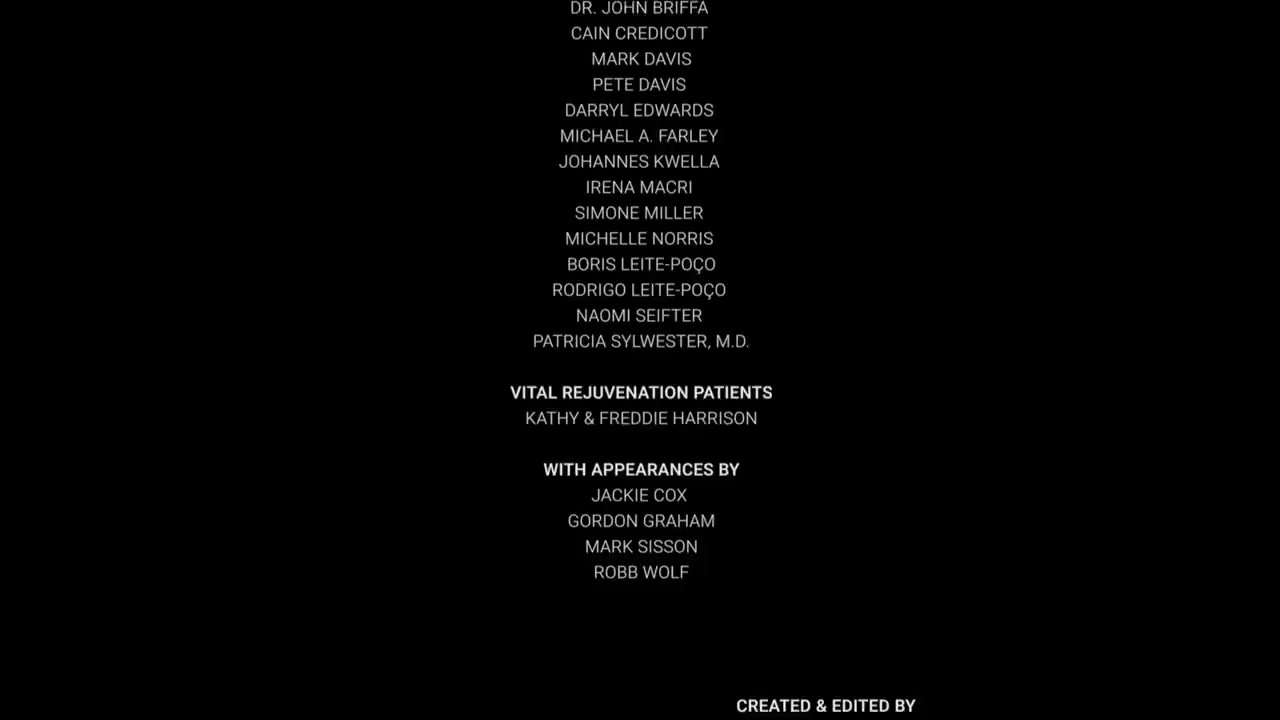 DR. JOHN BRIFFA
CAIN CREDICOTT
MARK DAVIS
PETE DAVIS
DARRYL EDWARDS
MICHAEL A. FARLEY
JOHANNES KWELLA
IRENA MACRI
SIMONE MILLER
MICHELLE NORRIS
BORIS LEITE-POÇO
RODRIGO LEITE-POÇO
NAOMI SEIFTER
PATRICIA SYLWESTER, M.D.
VITAL REJUVENATION PATIENTS
KATHY & FREDDIE HARRISON
WITH APPEARANCES BY
JACKIE COX
GORDON GRAHAM
MARK SISSON
ROBB WOLF
CREATED & EDITED BY